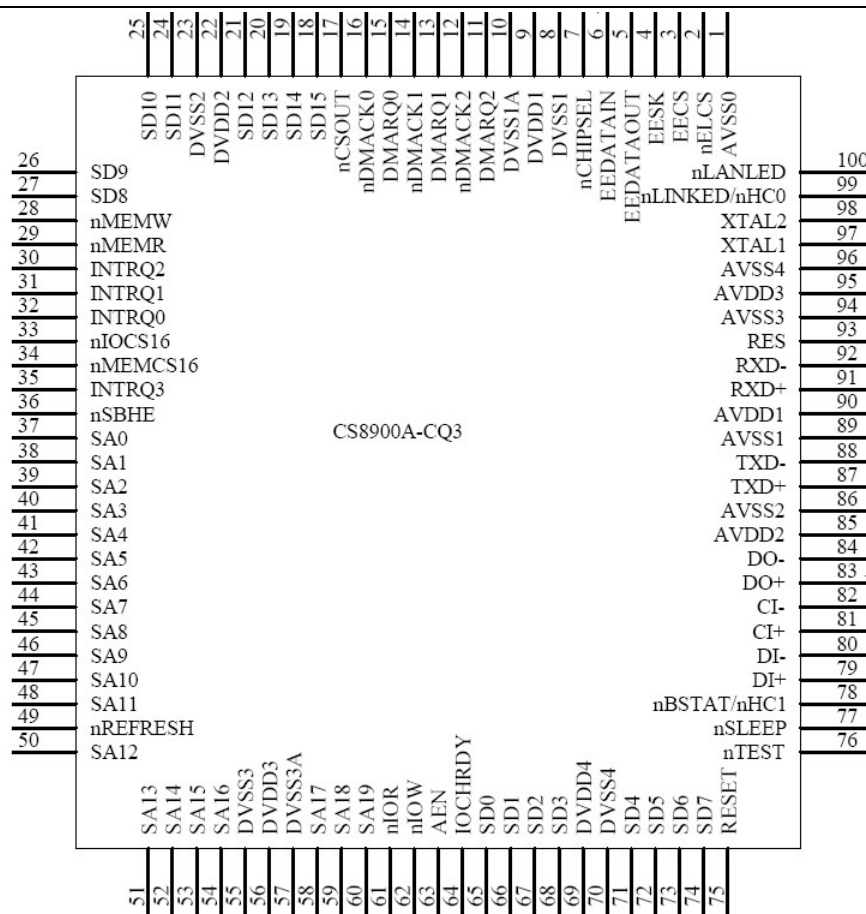 25 24 23 22 21 20 19 18 17 16 15 14 13 12 11 10 9 8 7 6 5 4 3 2 1
SD10 SD11 DVSS2 DVDD2 SD12 SD13 SD14 SD15 nCSOUT nDMACK0 DMARQ0 nDMACK1 DMARQ1 nDMACK2 DMARQ2 DVSS1A DVDD1 DVSS1 nCHIPSEL EEDATAIN EEDATAOUT EESK EECS nELCS AVSS0
26 SD9 nLANLED 100
27 SD8 nLINKED/nHC0 99
28 nMEMW XTAL2 98
29 nMEMR XTAL1 97
30 INTRQ2 AVSS4 96
31 INTRQ1 AVDD3 95
32 INTRQ0 AVSS3 94
33 nIOCS16 RES 93
34 nMEMCS16 RXD- 92
35 INTRQ3 RXD+ 91
36 nSBHE AVDD1 90
37 SA0 CS8900A-CQ3 AVSS1 89
38 SA1 TXD- 88
39 SA2 TXD+ 87
40 SA3 AVSS2 86
41 SA4 AVDD2 85
42 SA5 DO- 84
43 SA6 DO+ 83
44 SA7 CI- 82
45 SA8 CI+ 81
46 SA9 DI- 80
47 SA10 DI+ 79
48 SA11 nBSTAT/nHC1 78
49 nREFRESH nSLEEP 77
50 SA12 nTEST 76
SA13 SA14 SA15 SA16 DVSS3 DVDD3 DVSS3A SA17 SA18 SA19 nIOR nIOW AEN IOCHRDY SD0 SD1 SD2 SD3 DVDD4 DVSS4 SD4 SD5 SD6 SD7 RESET
51 52 53 54 55 56 57 58 59 60 61 62 63 64 65 66 67 68 69 70 71 72 73 74 75